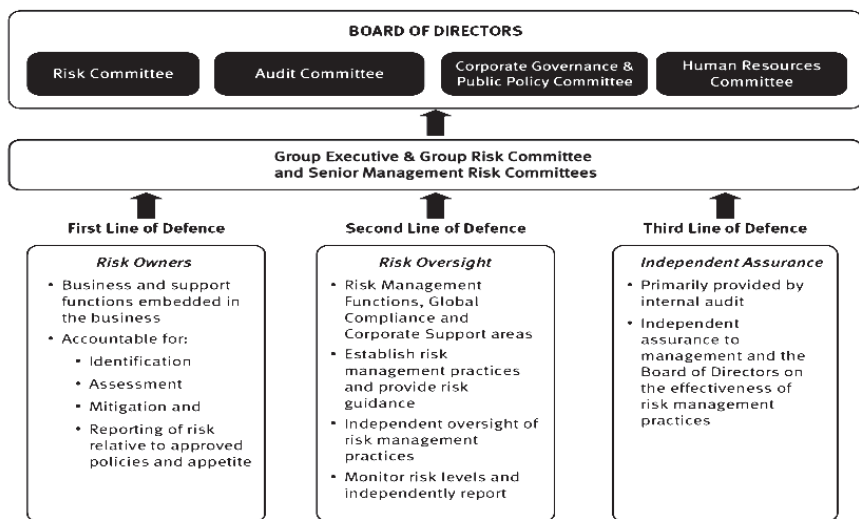 BOARD OF DIRECTORS
Risk Committee
Audit Committee
Corporate Governance &
Public Policy Committee
Human Resources
Committee
Group Executive & Group Risk Committee
and Senior Management Risk Committees
First Line of Defence
Risk Owners
• Business and support
functions embedded in
the business
• Accountable for:
• Identification
• Assessment
• Mitigation and
• Reporting of risk
relative to approved
policies and appetite
Second Line of Defence
Risk Oversight
• Risk Management
Functions, Global
Compliance and
Corporate Support areas
• Establish risk
management practices
and provide risk
guidance
• Independent oversight of
risk management
practices
• Monitor risk levels and
independently report
Third Line of Defence
Independent Assurance
• Primarily provided by
internal audit
• Independent
assurance to
management and the
Board of Directors on
the effectiveness of
risk management
practices